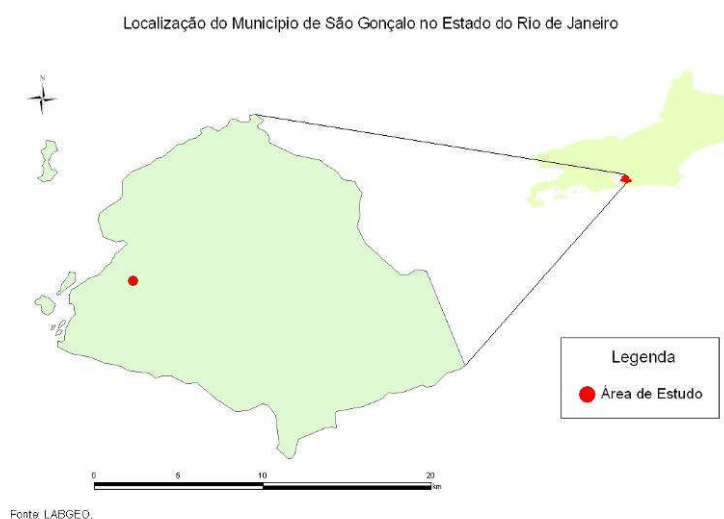 Localização do Município de São Gonçalo no Estado do Rio de Janeiro
N
Legenda
Área de Estudo
0 5 10 20
km
Fonte: LABGEO.